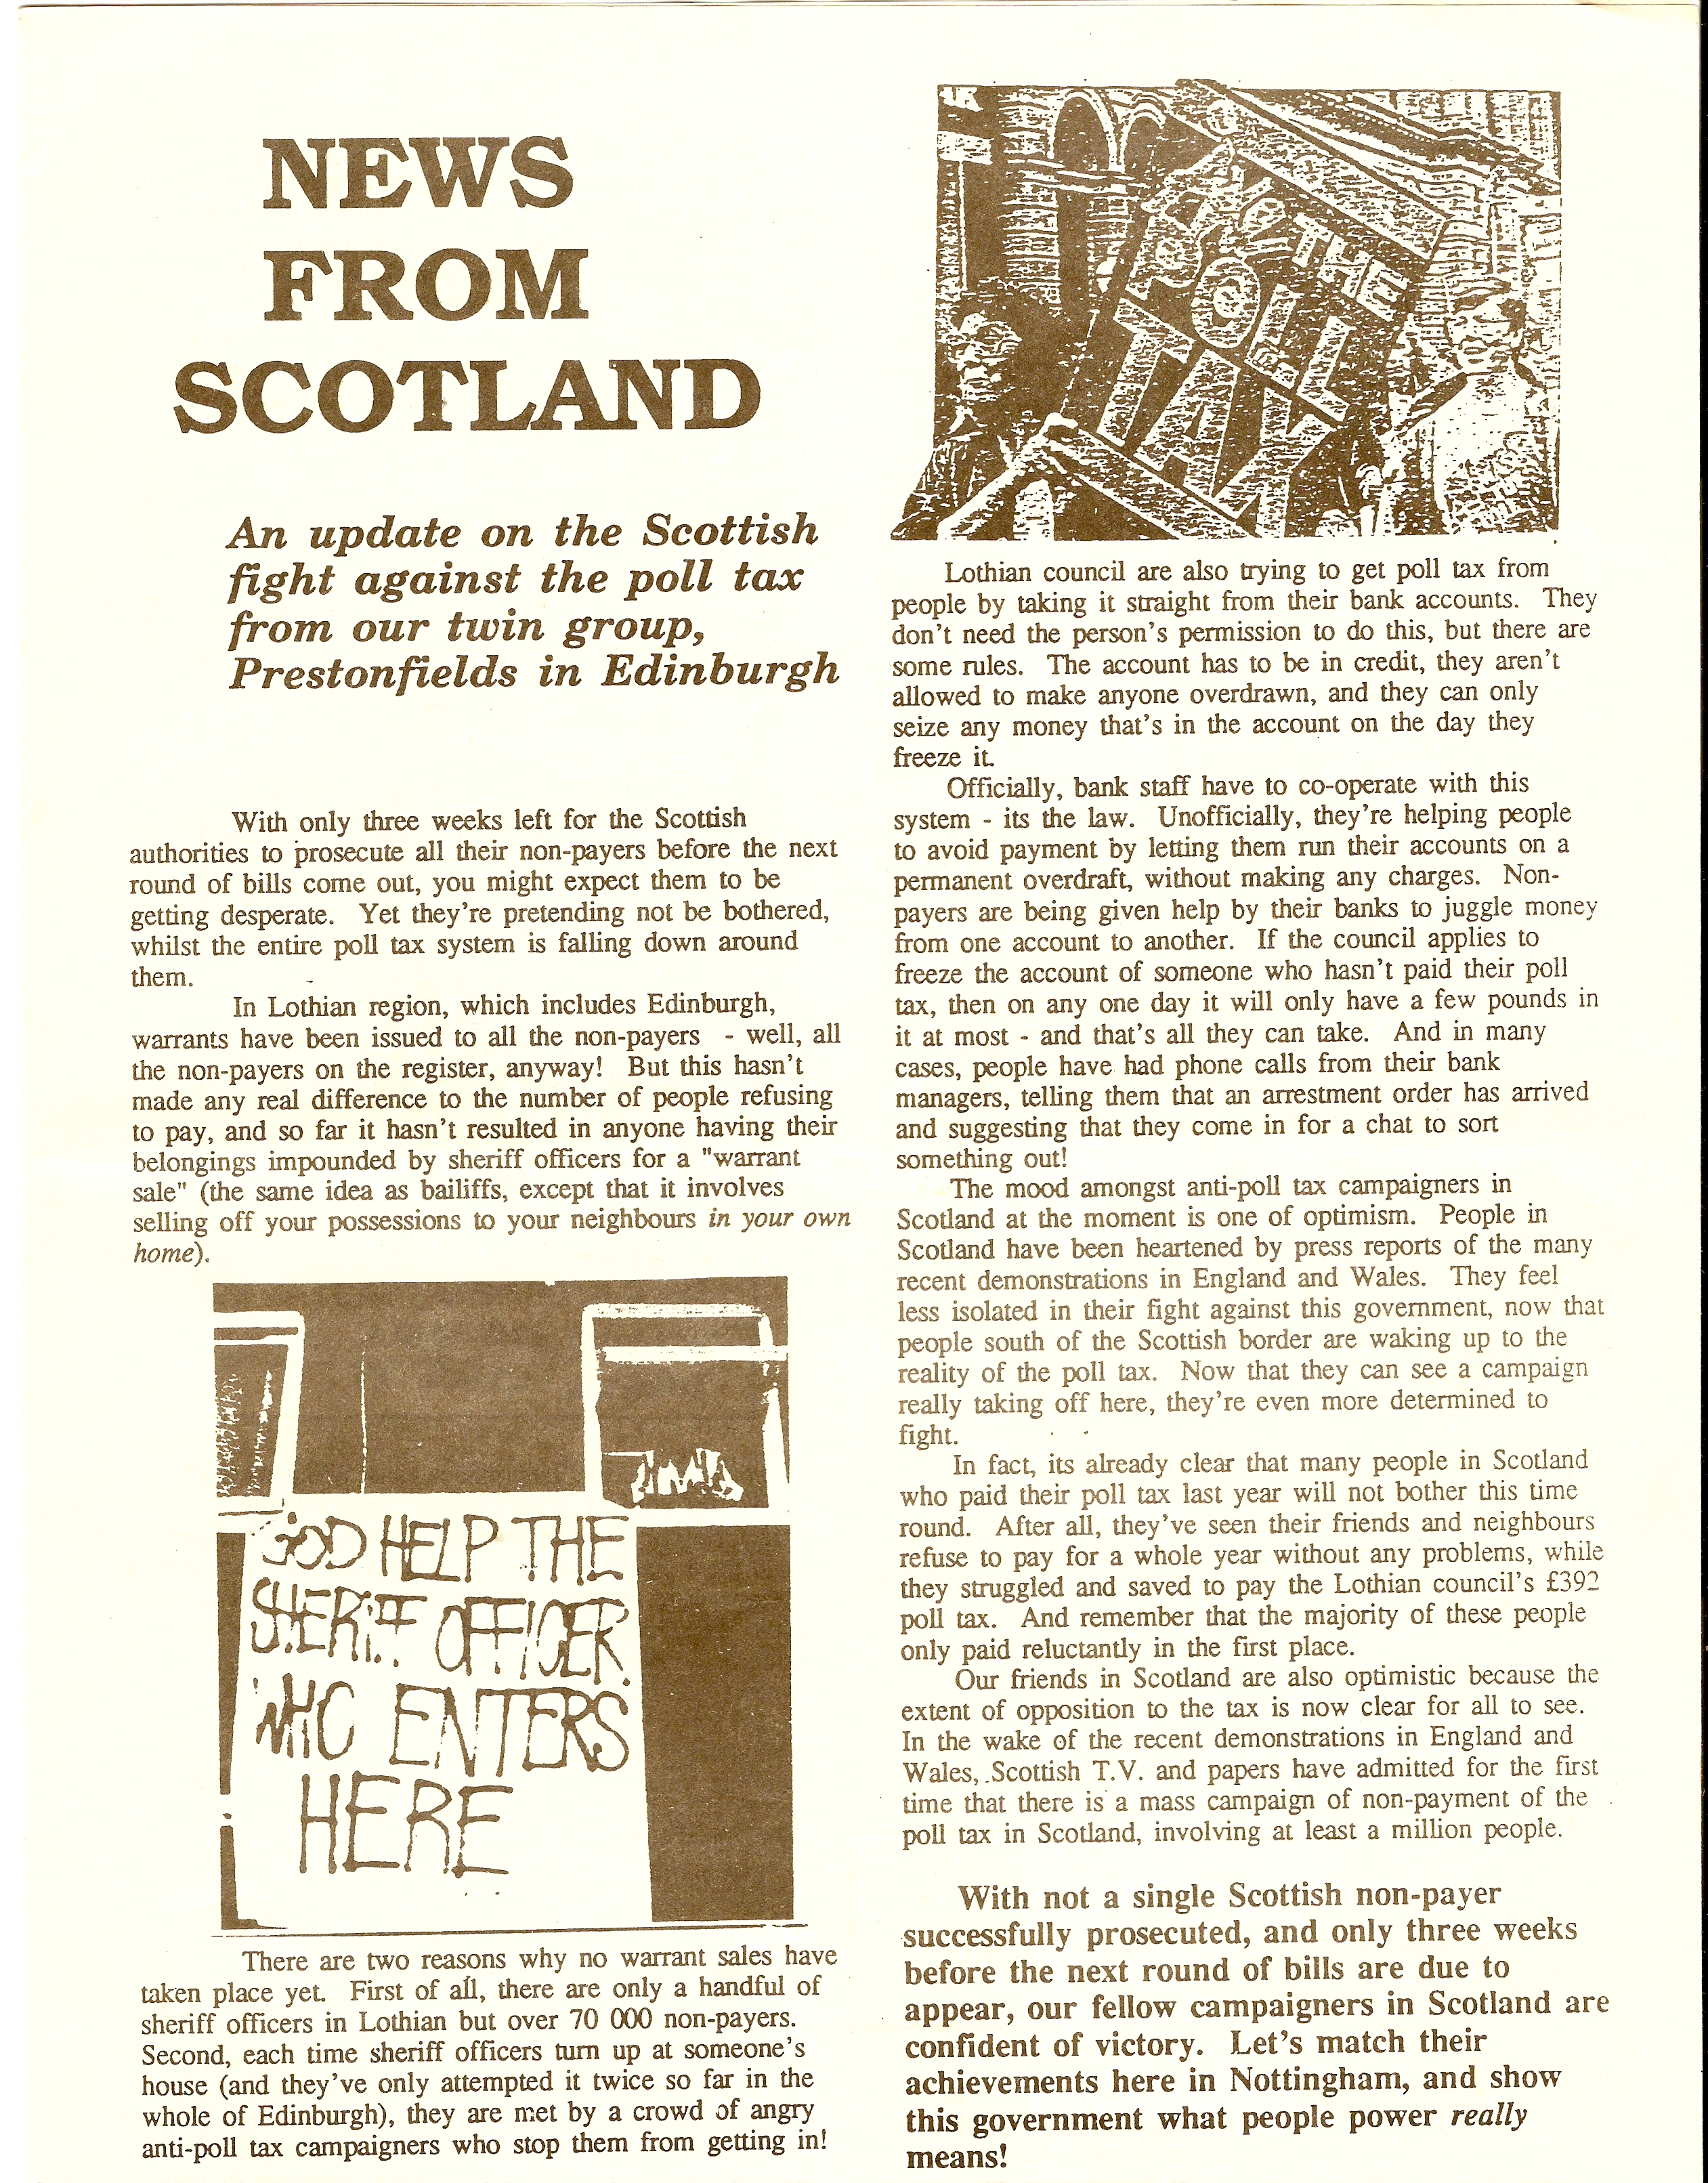 NEWS
FROM
SCOTLAND
An update on the Scottish
fight against the poll tax
from our twin group,
Prestonfields in Edinburgh
With only three weeks left for the Scottish
authorities to prosecute all their non-payers before the next
round of bills come out, you might expect them to be
getting desperate. Yet they're pretending not be bothered,
whilst the entire poll tax system is falling down around
them.
In Lothian region, which includes Edinburgh,
warrants have been issued to all the non-payers - well, all
the non-payers on the register, anyway! But this hasn't
made any real difference to the number of people refusing
to pay, and so far it hasn't resulted in anyone having their
belongings impounded by sheriff officers for a "warrant
sale" (the same idea as bailiffs, except that it involves
selling off your possessions to your neighbours in your own
home).
GOD HELP THE
SHERIFF OFFICER
WHO ENTERS
HERE
There are two reasons why no warrant sales have
taken place yet. First of all, there are only a handful of
sheriff officers in Lothian but over 70 000 non-payers.
Second, each time sheriff officers turn up at someone's
house (and they've only attempted it twice so far in the
whole of Edinburgh), they are met by a crowd of angry
anti-poll tax campaigners who stop them from getting in!
THE
POLL
TAX
Lothian council are also trying to get poll tax from
people by taking it straight from their bank accounts. They
don't need the person's permission to do this, but there are
some rules. The account has to be in credit, they aren't
allowed to make anyone overdrawn, and they can only
seize any money that's in the account on the day they
freeze it.
Officially, bank staff have to co-operate with this
system - its the law. Unofficially, they're helping people
to avoid payment by letting them run their accounts on a
permanent overdraft, without making any charges. Non-
payers are being given help by their banks to juggle money
from one account to another. If the council applies to
freeze the account of someone who hasn't paid their poll
tax, then on any one day it will only have a few pounds in
it at most - and that's all they can take. And in many
cases, people have had phone calls from their bank
managers, telling them that an arrestment order has arrived
and suggesting that they come in for a chat to sort
something out!
The mood amongst anti-poll tax campaigners in
Scotland at the moment is one of optimism. People in
Scotland have been heartened by press reports of the many
recent demonstrations in England and Wales. They feel
less isolated in their fight against this government, now that
people south of the Scottish border are waking up to the
reality of the poll tax. Now that they can see a campaign
really taking off here, they're even more determined to
fight.
In fact, its already clear that many people in Scotland
who paid their poll tax last year will not bother this time
round. After all, they've seen their friends and neighbours
refuse to pay for a whole year without any problems, while
they struggled and saved to pay the Lothian council's £392
poll tax. And remember that the majority of these people
only paid reluctantly in the first place.
Our friends in Scotland are also optimistic because the
extent of opposition to the tax is now clear for all to see.
In the wake of the recent demonstrations in England and
Wales, Scottish T.V. and papers have admitted for the first
time that there is a mass campaign of non-payment of the
poll tax in Scotland, involving at least a million people.
With not a single Scottish non-payer
successfully prosecuted, and only three weeks
before the next round of bills are due to
appear, our fellow campaigners in Scotland are
confident of victory. Let's match their
achievements here in Nottingham, and show
this government what people power really
means!